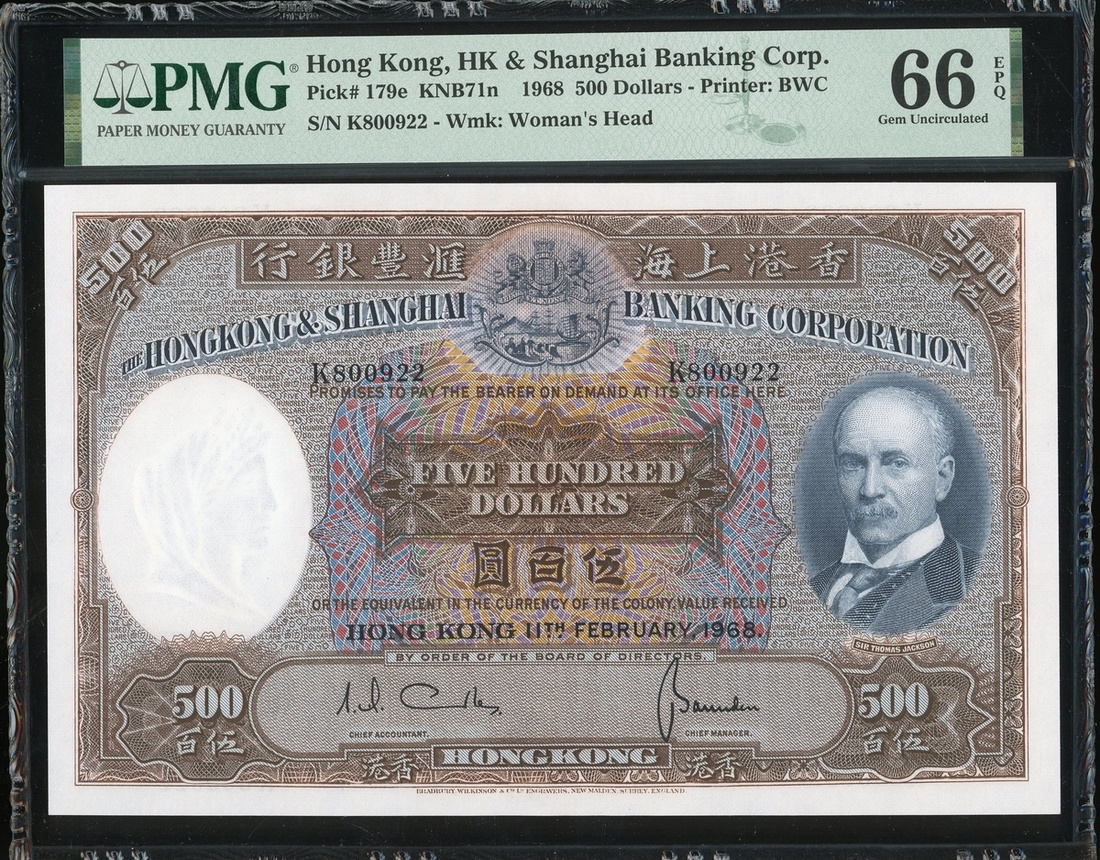 PMG®
PAPER MONEY GUARANTY
Hong Kong, HK & Shanghai Banking Corp.
Pick# 179e KNB71n 1968 500 Dollars - Printer: BWC
S/N K800922 - Wmk: Woman's Head
66 EPQ
Gem Uncirculated
500
百伍
行銀豐滙 海上港香
500
百伍
THE HONGKONG & SHANGHAI BANKING CORPORATION
K800922 K800922
PROMISES TO PAY THE BEARER ON DEMAND AT ITS OFFICE HERE
FIVE HUNDRED
DOLLARS
圓百伍
OR THE EQUIVALENT IN THE CURRENCY OF THE COLONY, VALUE RECEIVED
HONG KONG 11TH FEBRUARY, 1968.
SIR THOMAS JACKSON
BY ORDER OF THE BOARD OF DIRECTORS
500 500
百伍 百伍
CHIEF ACCOUNTANT. CHIEF MANAGER.
港香 HONGKONG 港香
BRADBURY, WILKINSON & Co Ld ENGRAVERS, NEW MALDEN, SURREY, ENGLAND